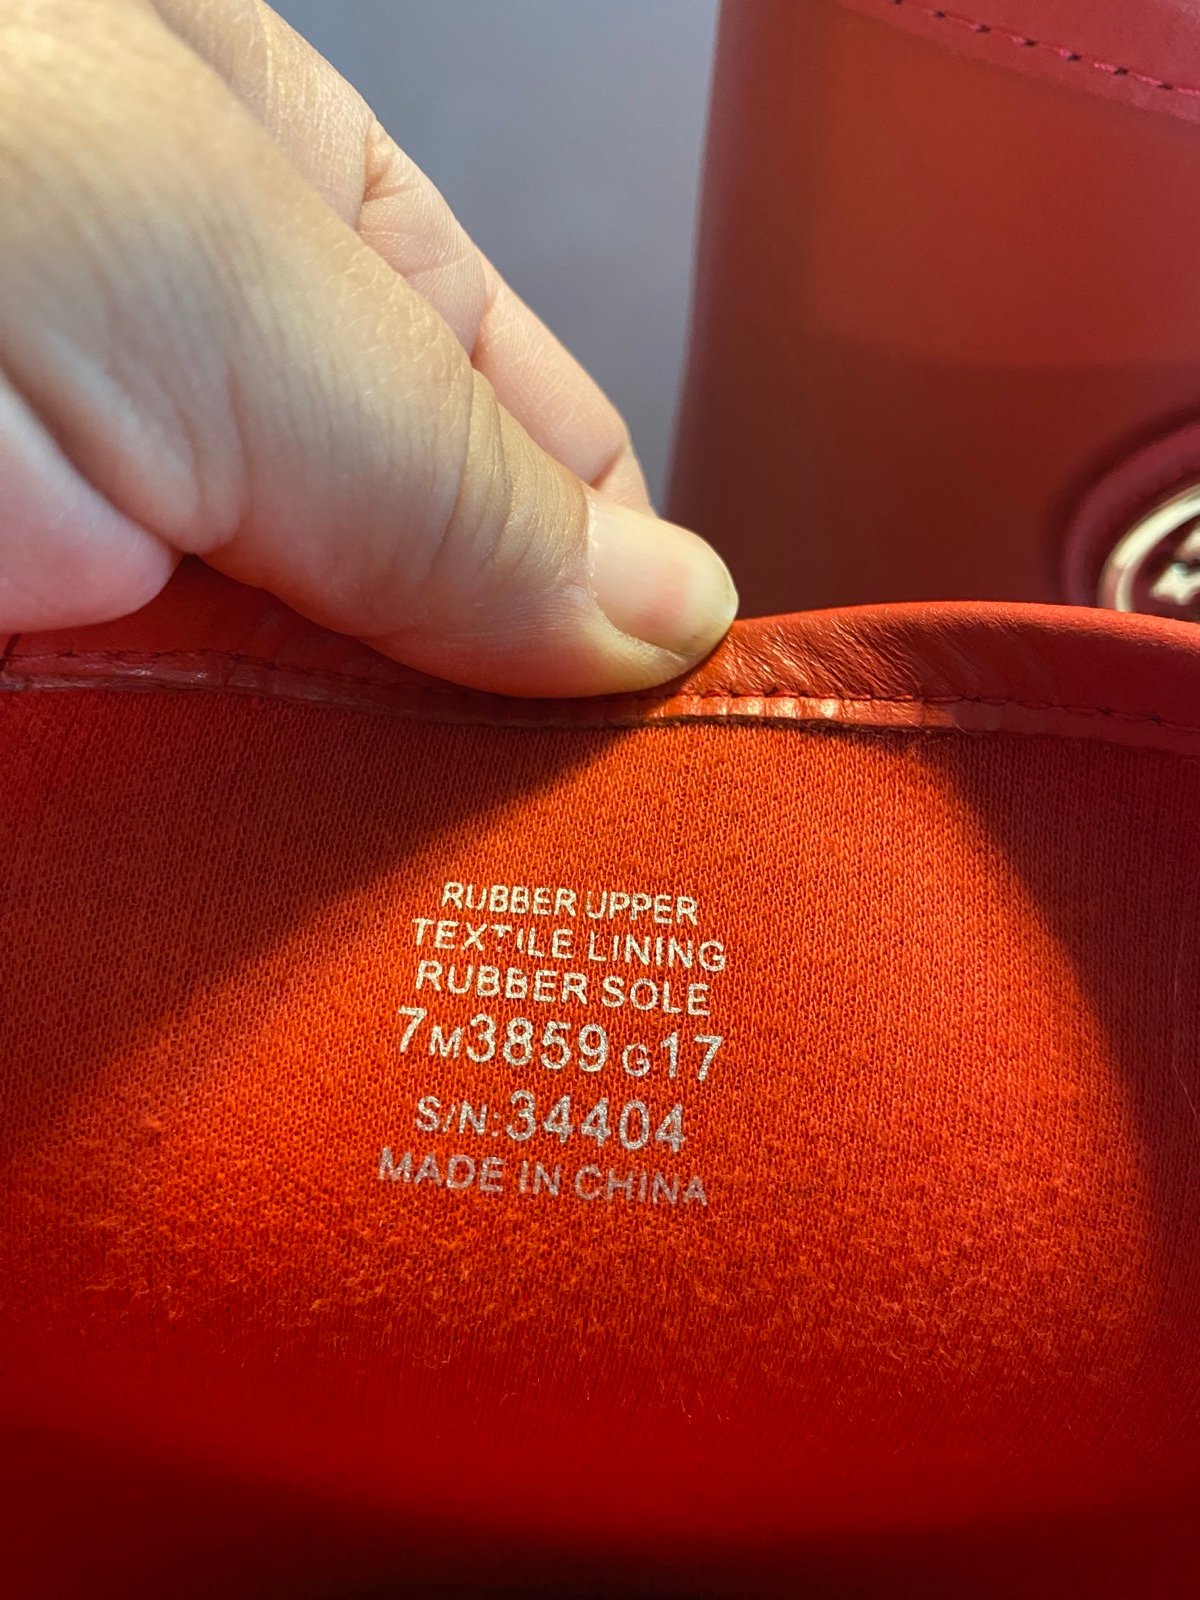 RUBBER UPPER
TEXTILE LINING
RUBBER SOLE
7M3859G17
S/N:34404
MADE IN CHINA